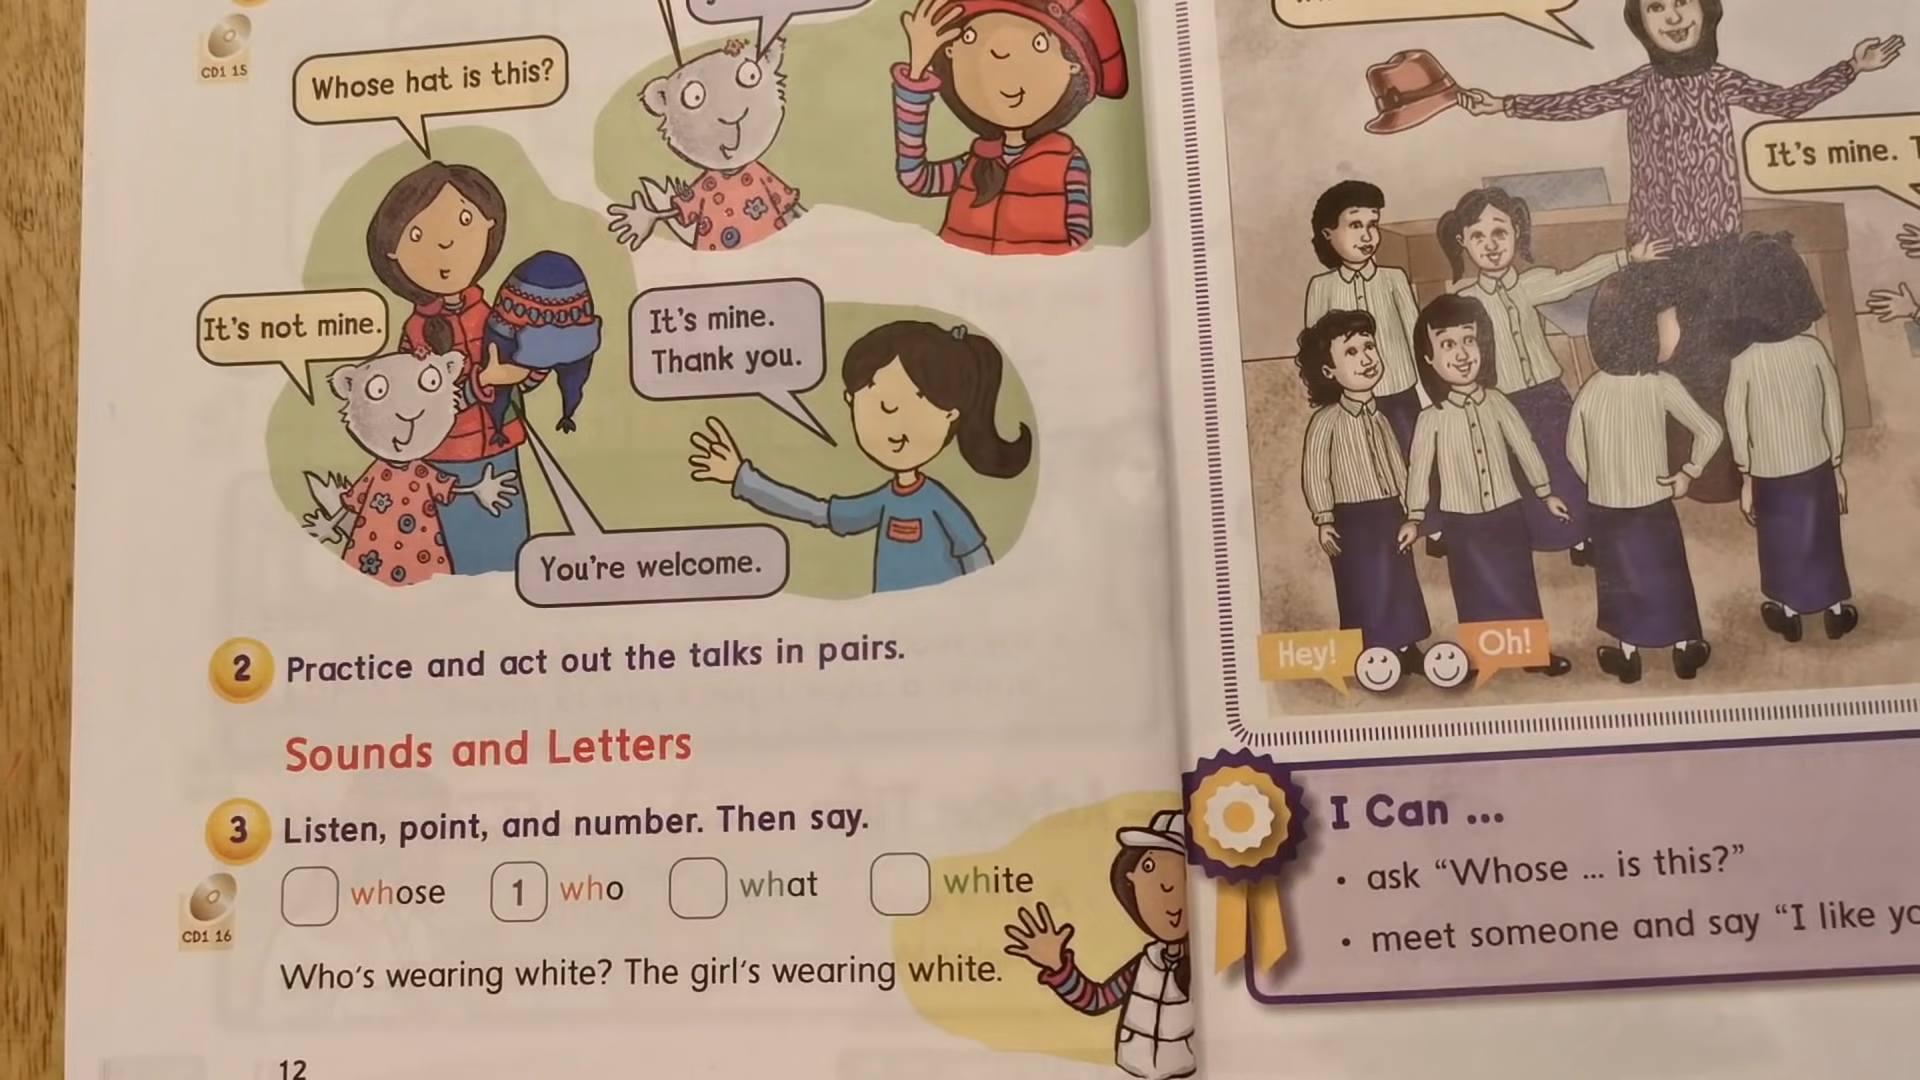 CD1 15
Whose hat is this?
It's not mine.
It's mine.
Thank you.
You're welcome.
2 Practice and act out the talks in pairs.
Sounds and Letters
3 Listen, point, and number. Then say.
CD1 16
whose 1 who what white
Who's wearing white? The girl's wearing white.
12
It's mine.
Hey!
Oh!
I Can ...
• ask “Whose ... is this?”
• meet someone and say “I like